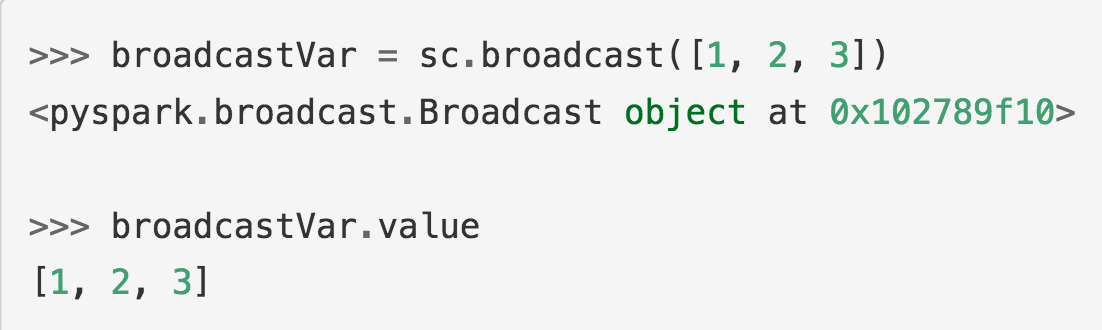 >>> broadcastVar = sc.broadcast([1, 2, 3])
<pyspark.broadcast.Broadcast object at 0x102789f10>
>>> broadcastVar.value
[1, 2, 3]